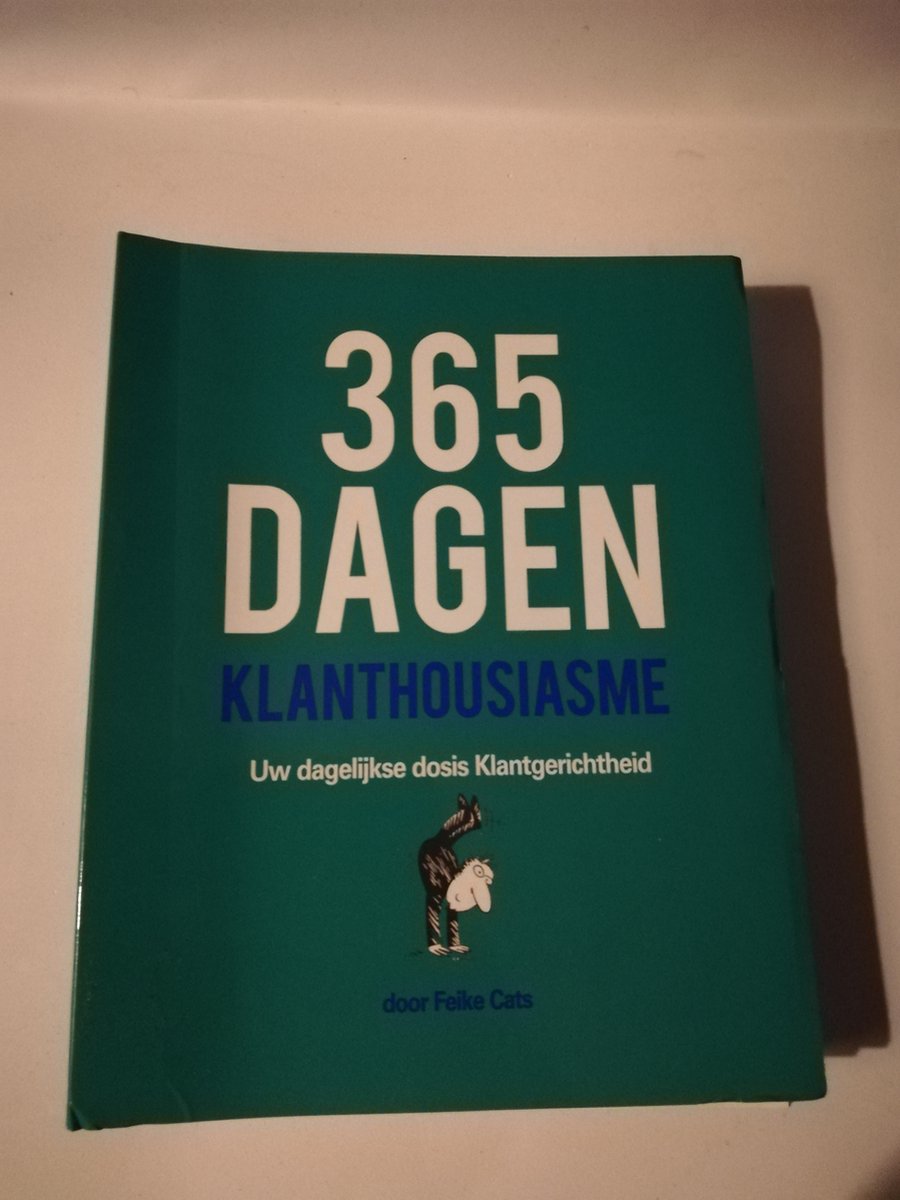 365
DAGEN
KLANTHOUSIASME
Uw dagelijkse dosis Klantgerichtheid
door Feike Cats